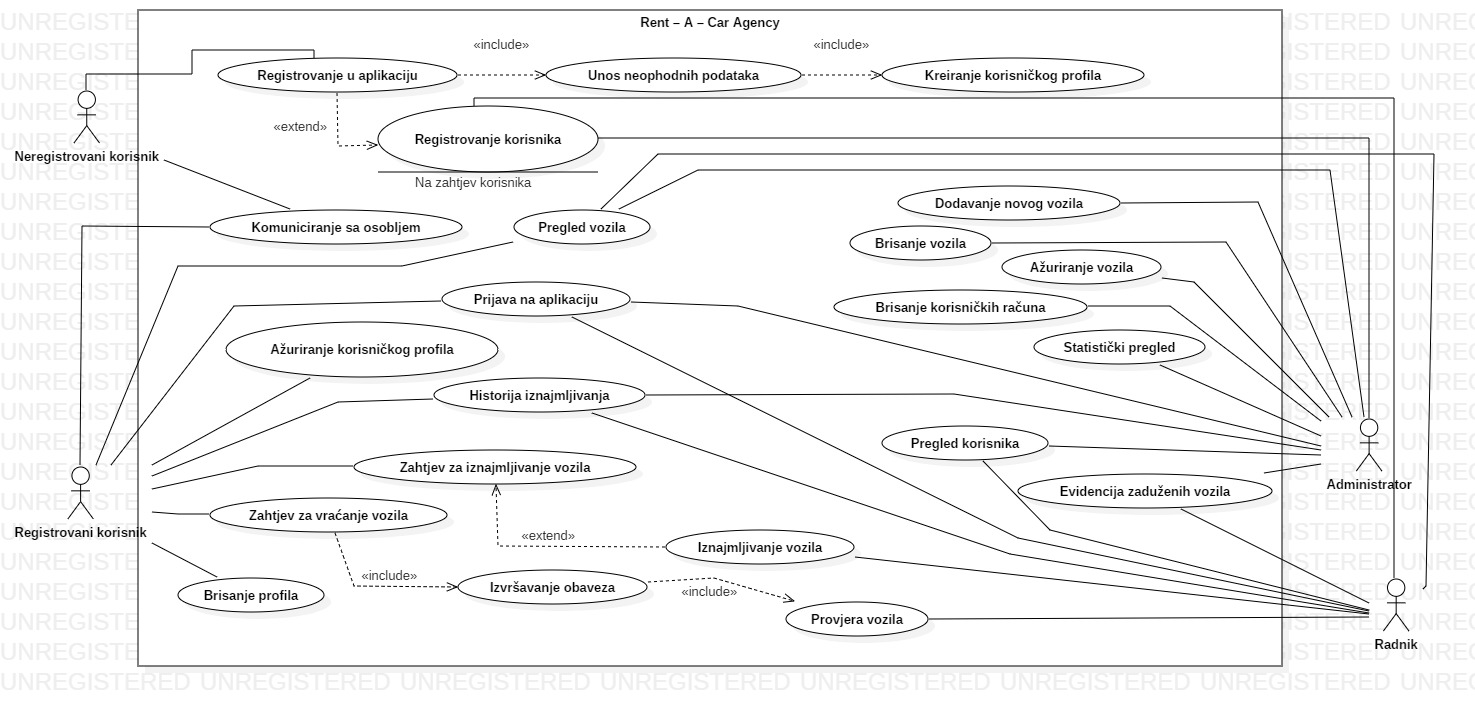 Rent – A – Car Agency
«include»
«include»
Registrovanje u aplikaciju
Unos neophodnih podataka
Kreiranje korisničkog profila
«extend»
Registrovanje korisnika
Neregistrovani korisnik
Na zahtjev korisnika
Dodavanje novog vozila
Komuniciranje sa osobljem
Pregled vozila
Brisanje vozila
Ažuriranje vozila
Prijava na aplikaciju
Brisanje korisničkih računa
Ažuriranje korisničkog profila
Statistički pregled
Historija iznajmljivanja
Pregled korisnika
Zahtjev za iznajmljivanje vozila
Administrator
Evidencija zaduženih vozila
Zahtjev za vraćanje vozila
Registrovani korisnik
«extend»
Iznajmljivanje vozila
«include»
Izvršavanje obaveza
«include»
Brisanje profila
Provjera vozila
Radnik
UNREGISTERED UNREGISTERED UNREGISTERED UNREGISTERED UNREGISTERED UNREGISTERED UNREGISTERED UNREG